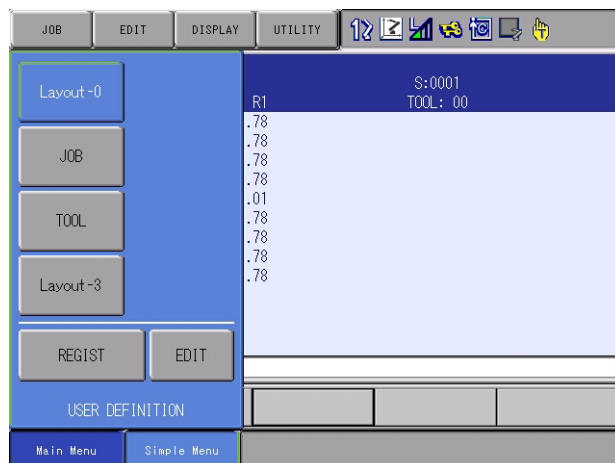 JOB EDIT DISPLAY UTILITY
Layout-0
JOB
TOOL
Layout-3
REGIST EDIT
USER DEFINITION
Main Menu Simple Menu
S:0001
R1 TOOL: 00
.78
.78
.78
.78
.01
.78
.78
.78
.78